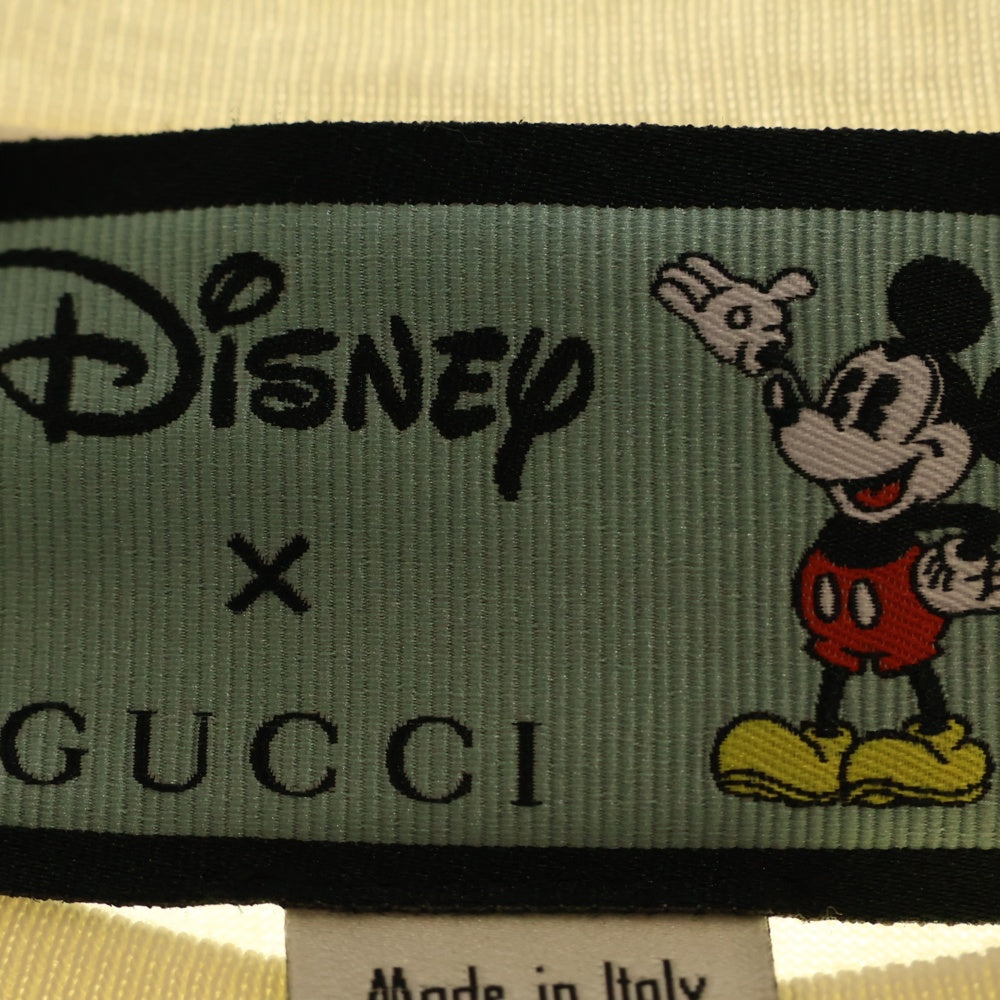 Disney
×
GUCCI
Made in Italy